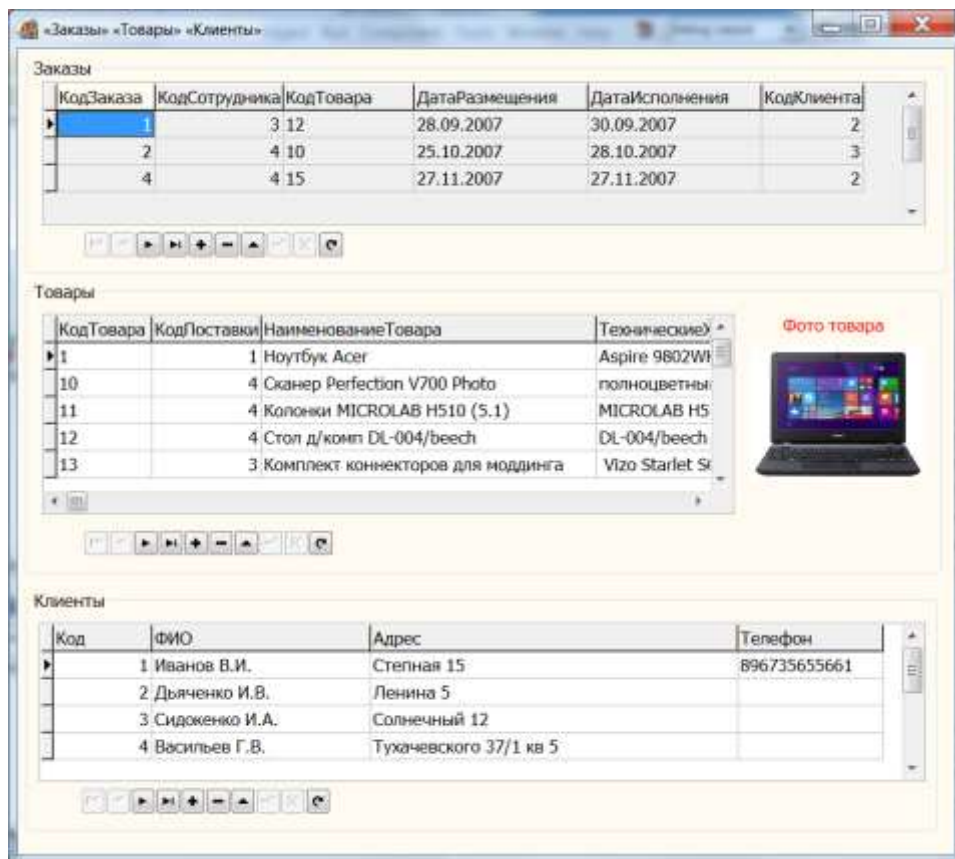 «Заказы» «Товары» «Клиенты»
Заказы
КодЗаказа КодСотрудника КодТовара ДатаРазмещения ДатаИсполнения КодКлиента
1 3 12 28.09.2007 30.09.2007 2
2 4 10 25.10.2007 28.10.2007 3
4 4 15 27.11.2007 27.11.2007 2
Товары
КодТовара КодПоставки НаименованиеТовара ТехническиеХ
Фото товара
1 1 Ноутбук Acer Aspire 9802W
10 4 Сканер Perfection V700 Photo полноцветны
11 4 Колонки MICROLAB H510 (5.1) MICROLAB H5
12 4 Стол д/комп DL-004/beech DL-004/beech
13 3 Комплект коннекторов для моддинга Vizo Starlet S
Клиенты
Код ФИО Адрес Телефон
1 Иванов В.И. Степная 15 896735655661
2 Дьяченко И.В. Ленина 5
3 Сидокенко И.А. Солнечный 12
4 Васильев Г.В. Тухачевского 37/1 кв 5